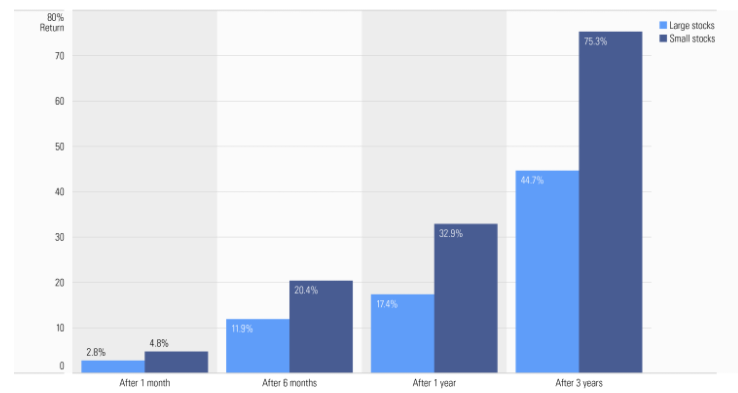 80%
Return
70
60
50
40
30
20
10
0
Large stocks
Small stocks
2.8%
4.8%
11.9%
20.4%
17.4%
32.9%
44.7%
75.3%
After 1 month
After 6 months
After 1 year
After 3 years